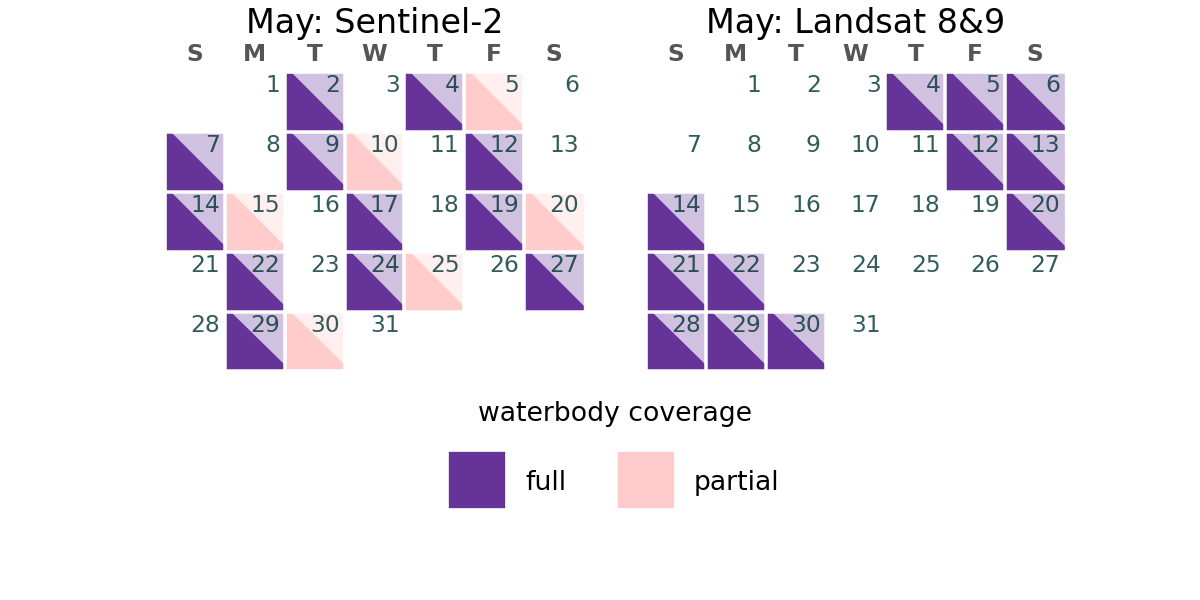 May: Sentinel-2
S M T W T F S
1 2 3 4 5 6
7 8 9 10 11 12 13
14 15 16 17 18 19 20
21 22 23 24 25 26 27
28 29 30 31
May: Landsat 8&9
S M T W T F S
1 2 3 4 5 6
7 8 9 10 11 12 13
14 15 16 17 18 19 20
21 22 23 24 25 26 27
28 29 30 31
waterbody coverage
full partial